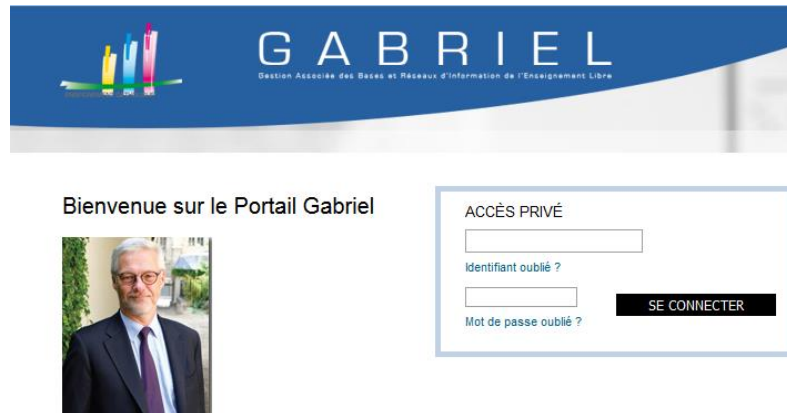 GABRIEL
Gestion Associée des Bases et Réseaux d'Information de l'Enseignement Libre
Bienvenue sur le Portail Gabriel
ACCÈS PRIVÉ
Identifiant oublié ?
SE CONNECTER
Mot de passe oublié ?